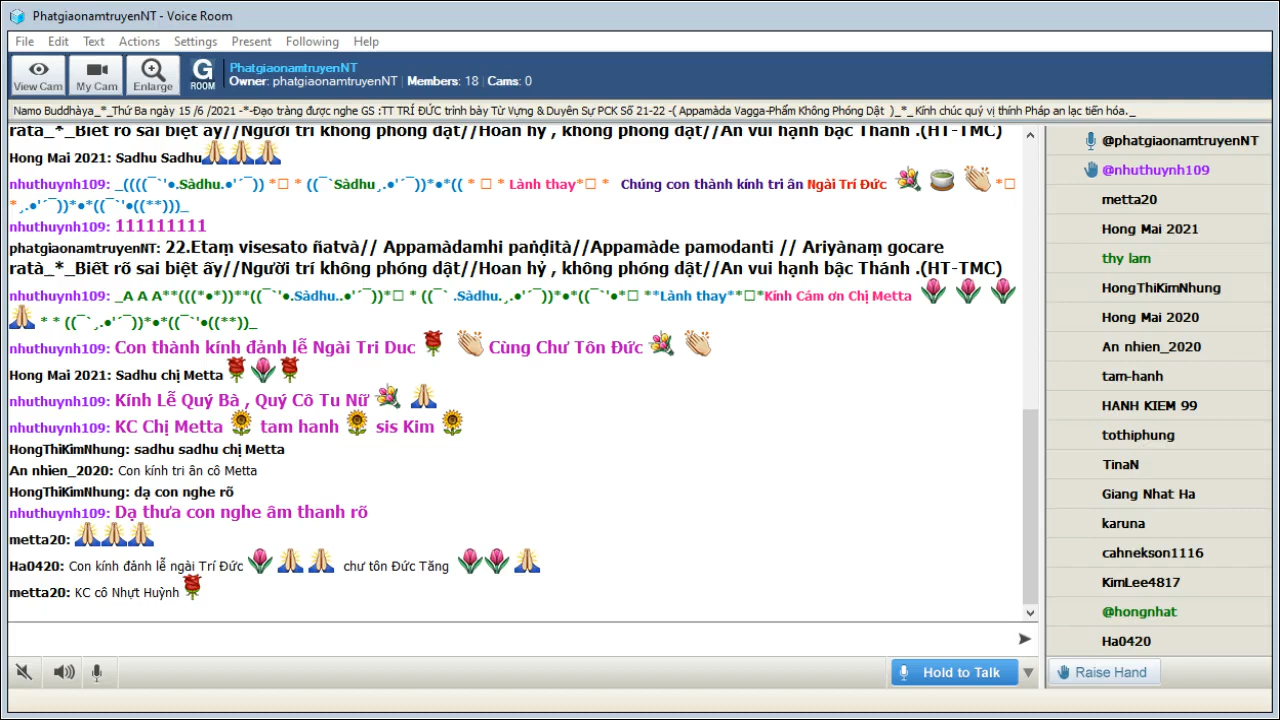 PhatgiaonamtruyenNT - Voice Room
File Edit Text Actions Settings Present Following Help
View Cam
My Cam
Enlarge
G ROOM
PhatgiaonamtruyenNT
Owner: phatgiaonamtruyenNT | Members: 18 | Cams: 0
Namo Buddhàya_*_Thứ Ba ngày 15 /6 /2021 -*-Đạo tràng được nghe GS :TT TRÍ ĐỨC trình bày Từ Vựng & Duyên Sự PCK Số 21-22 -( Appamàda Vagga-Phẩm Không Phóng Dật )_*_ Kính chúc quý vị thính Pháp an lạc tiến hóa._
ratà_*_Biết rõ sai biệt ấy//Người trí không phóng dật//Hoan hỷ , không phóng dật//An vui hạnh bậc Thánh .(HT-TMC)
Hong Mai 2021: Sadhu Sadhu
nhuthuynh109: _((((¯`'•.Sàdhu.•'´¯)) *□ * ((¯`Sàdhu¸.•'´¯))*•*(( * □ * Lành thay*□ * Chúng con thành kính tri ân Ngài Trí Đức *□
*¸.•'´¯))*•*((¯`'•((**)))_
nhuthuynh109: 111111111
phatgiaonamtruyenNT: 22.Etaṃ visesato ñatvà// Appamàdamhi paṇḍità//Appamàde pamodanti // Ariyànaṃ gocare
ratà_*_Biết rõ sai biệt ấy//Người trí không phóng dật//Hoan hỷ , không phóng dật//An vui hạnh bậc Thánh .(HT-TMC)
nhuthuynh109: _A A A**(((*•*))**((¯`'•.Sàdhu..•'´¯))*□ * ((¯` .Sàdhu.¸.•'´¯))*•*((¯`'•*□ **Lành thay**□*Kính Cám ơn Chị Metta
* * ((¯`¸.•'´¯))*•*((¯`'•((**))_
nhuthuynh109: Con thành kính đảnh lễ Ngài Tri Duc Cùng Chư Tôn Đức
Hong Mai 2021: Sadhu chị Metta
nhuthuynh109: Kính Lễ Quý Bà , Quý Cô Tu Nữ
nhuthuynh109: KC Chị Metta tam hanh sis Kim
HongThiKimNhung: sadhu sadhu chị Metta
An nhien_2020: Con kính tri ân cô Metta
HongThiKimNhung: dạ con nghe rõ
nhuthuynh109: Dạ thưa con nghe âm thanh rõ
metta20:
Ha0420: Con kính đảnh lễ ngài Trí Đức chư tôn Đức Tăng
metta20: KC cô Nhựt Huỳnh
Hold to Talk
@phatgiaonamtruyenNT
@nhuthuynh109
metta20
Hong Mai 2021
thy lam
HongThiKimNhung
Hong Mai 2020
An nhien_2020
tam-hanh
HANH KIEM 99
tothiphung
TinaN
Giang Nhat Ha
karuna
cahnekson1116
KimLee4817
@hongnhat
Ha0420
Raise Hand